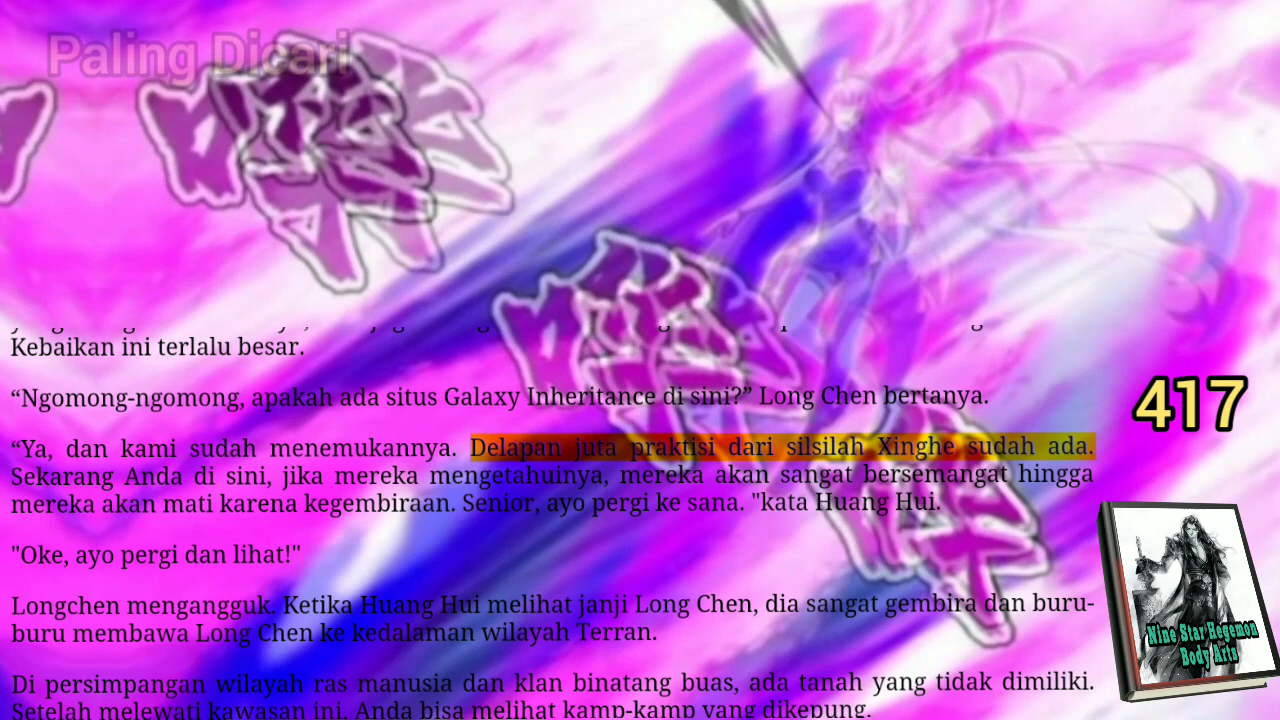 Paling Dicari
Kebaikan ini terlalu besar.
“Ngomong-ngomong, apakah ada situs Galaxy Inheritance di sini?” Long Chen bertanya.
“Ya, dan kami sudah menemukannya. Delapan juta praktisi dari silsilah Xinghe sudah ada.
Sekarang Anda di sini, jika mereka mengetahuinya, mereka akan sangat bersemangat hingga
mereka akan mati karena kegembiraan. Senior, ayo pergi ke sana. "kata Huang Hui.
"Oke, ayo pergi dan lihat!"
Longchen mengangguk. Ketika Huang Hui melihat janji Long Chen, dia sangat gembira dan buru-
buru membawa Long Chen ke kedalaman wilayah Terran.
Di persimpangan wilayah ras manusia dan klan binatang buas, ada tanah yang tidak dimiliki.
Setelah melewati kawasan ini, Anda bisa melihat kamp-kamp yang dikepung.
417
Nine Star Hegemon
Body Arts